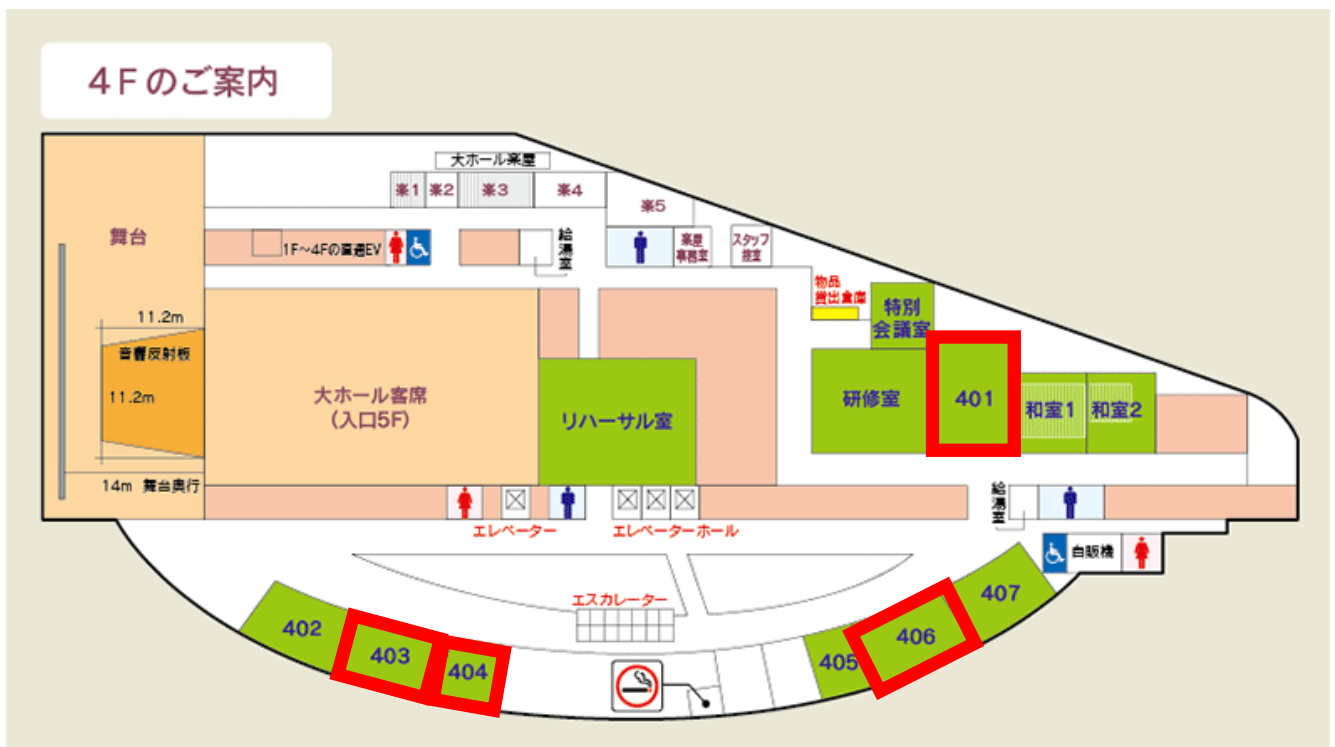 4Fのご案内
大ホール楽屋
楽1
楽2
楽3
楽4
楽5
舞台
1F～4Fの直通EV
給湯室
楽屋
事務室
スタッフ
控室
物品
貸出倉庫
特別
会議室
11.2m
音響反射板
11.2m
大ホール客席
(入口5F)
リハーサル室
研修室
401
和室1
和室2
14m 舞台奥行
エレベーター
エレベーターホール
給湯室
自販機
エスカレーター
402
403
404
405
406
407